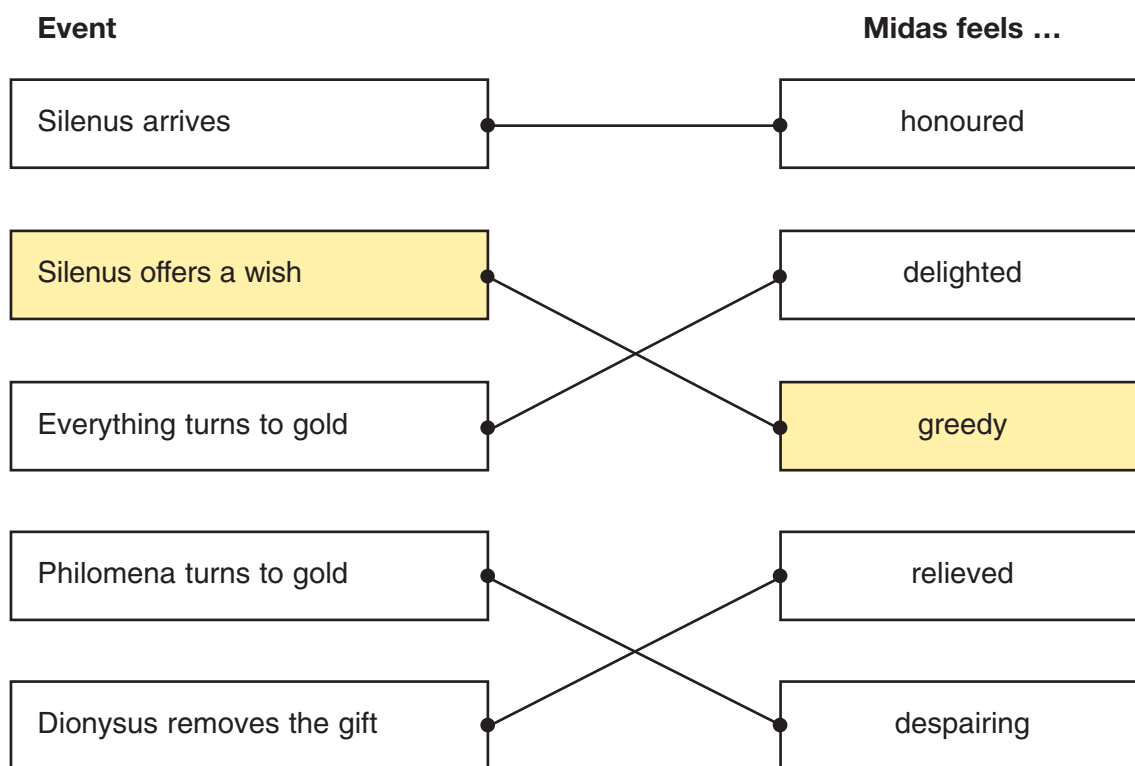 Event Midas feels …
Silenus arrives honoured
Silenus offers a wish delighted
Everything turns to gold greedy
Philomena turns to gold relieved
Dionysus removes the gift despairing